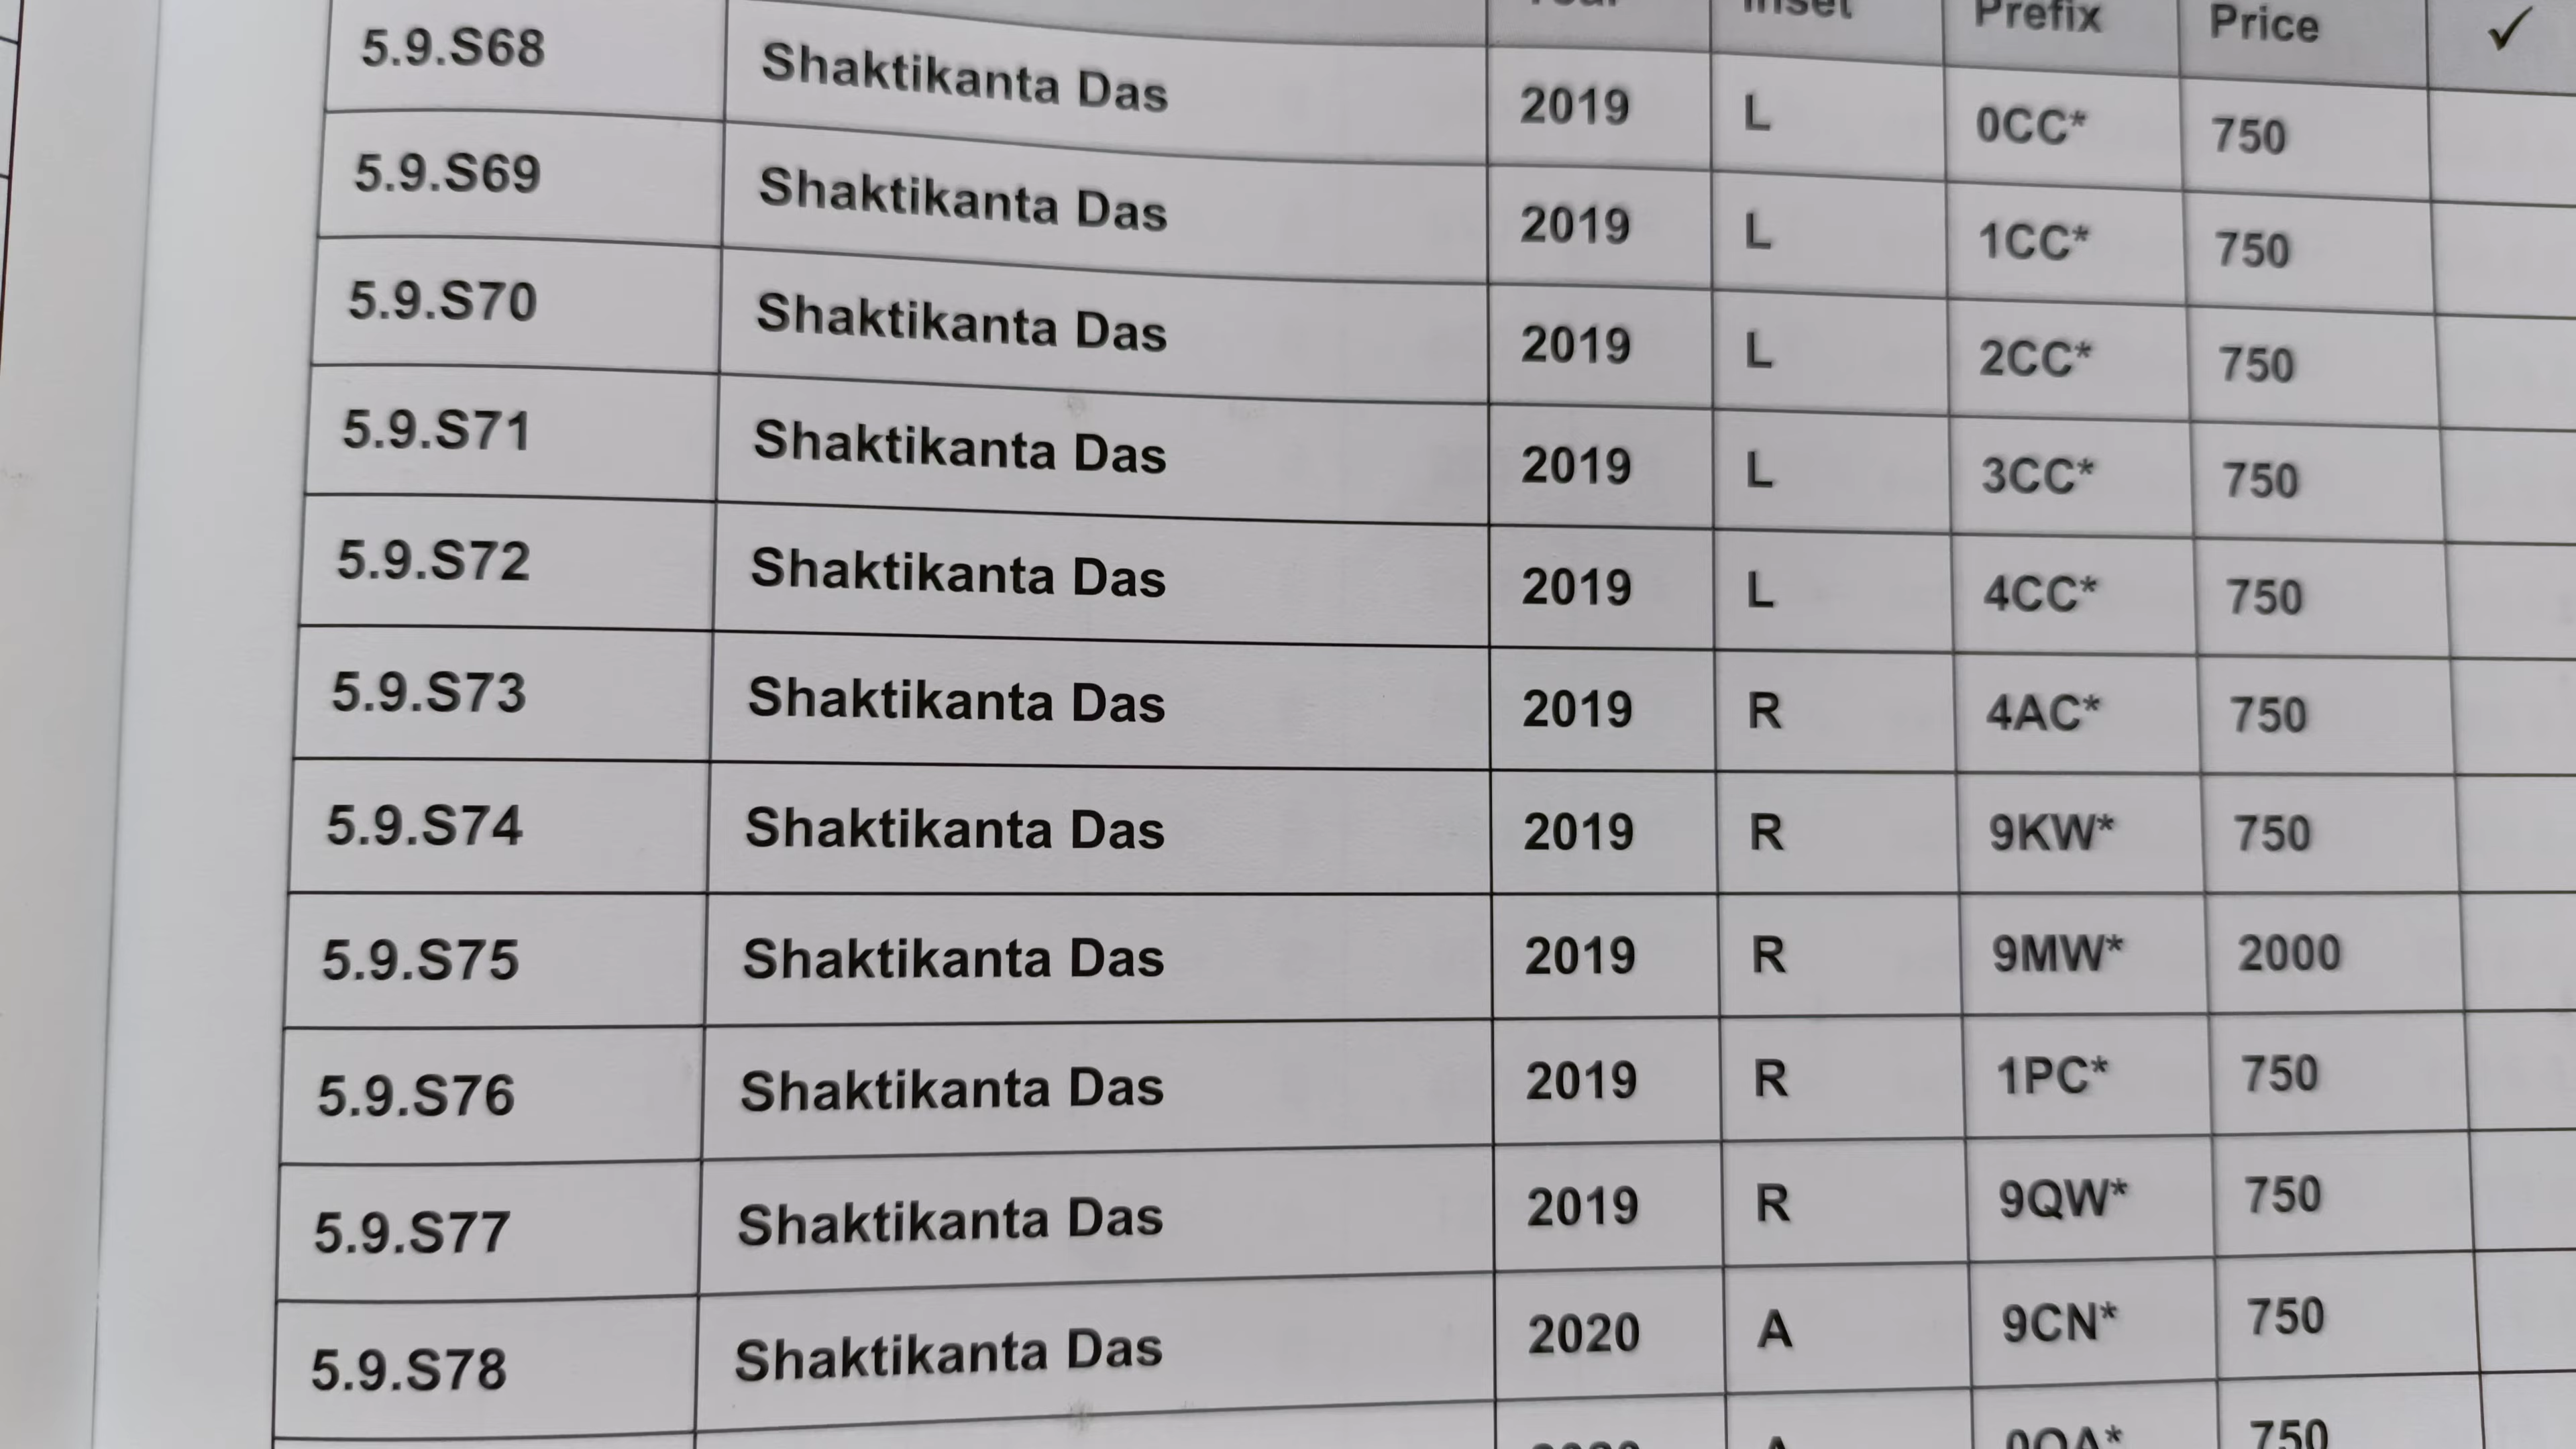 Prefix Price ✓
5.9.S68 Shaktikanta Das 2019 L 0CC* 750
5.9.S69 Shaktikanta Das 2019 L 1CC* 750
5.9.S70 Shaktikanta Das 2019 L 2CC* 750
5.9.S71 Shaktikanta Das 2019 L 3CC* 750
5.9.S72 Shaktikanta Das 2019 L 4CC* 750
5.9.S73 Shaktikanta Das 2019 R 4AC* 750
5.9.S74 Shaktikanta Das 2019 R 9KW* 750
5.9.S75 Shaktikanta Das 2019 R 9MW* 2000
5.9.S76 Shaktikanta Das 2019 R 1PC* 750
5.9.S77 Shaktikanta Das 2019 R 9QW* 750
5.9.S78 Shaktikanta Das 2020 A 9CN* 750
750